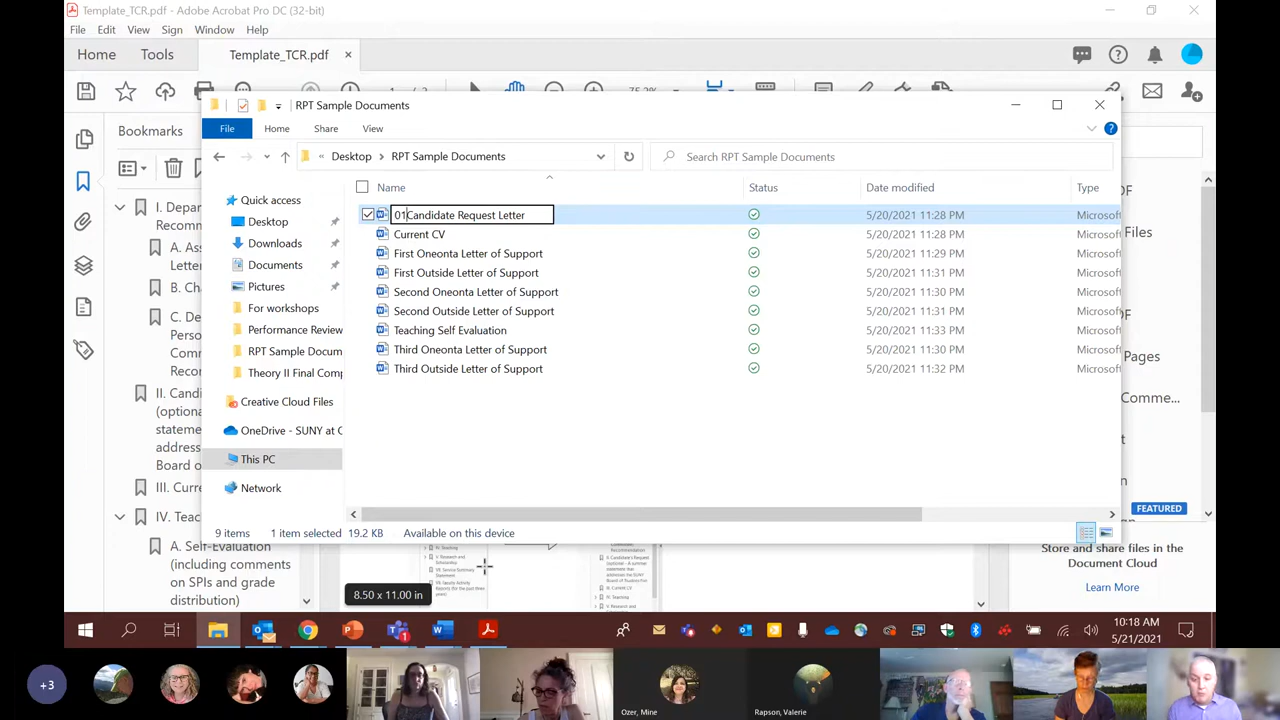 Template_TCR.pdf - Adobe Acrobat Pro DC (32-bit)
File Edit View Sign Window Help
Home Tools Template_TCR.pdf ×
RPT Sample Documents
Bookmarks
File Home Share View
« Desktop > RPT Sample Documents
Search RPT Sample Documents
Name Status Date modified Type
I. Depar
Recomm
A. Ass
Letter
B. Cha
C. De
Perso
Comm
Recor
II. Candi
(optiona
stateme
address
Board o
III. Curre
IV. Teac
A. Self-Evaluation
(including comments
on SPIs and grade
distribution)
Quick access
Desktop
Downloads
Documents
Pictures
For workshops
Performance Review
RPT Sample Docum
Theory II Final Comp
Creative Cloud Files
OneDrive - SUNY at O
This PC
Network
01Candidate Request Letter 5/20/2021 11:28 PM Microsoft
Current CV 5/20/2021 11:28 PM Microsoft
First Oneonta Letter of Support 5/20/2021 11:29 PM Microsoft
First Outside Letter of Support 5/20/2021 11:31 PM Microsoft
Second Oneonta Letter of Support 5/20/2021 11:30 PM Microsoft
Second Outside Letter of Support 5/20/2021 11:31 PM Microsoft
Teaching Self Evaluation 5/20/2021 11:33 PM Microsoft
Third Oneonta Letter of Support 5/20/2021 11:30 PM Microsoft
Third Outside Letter of Support 5/20/2021 11:32 PM Microsoft
DF
Files
DF
Pages
Comme...
FEATURED
9 items 1 item selected 19.2 KB Available on this device
Store and share files in the
Document Cloud
Learn More
8.50 x 11.00 in
10:18 AM
5/21/2021
+3
Ozer, Mine
Rapson, Valerie